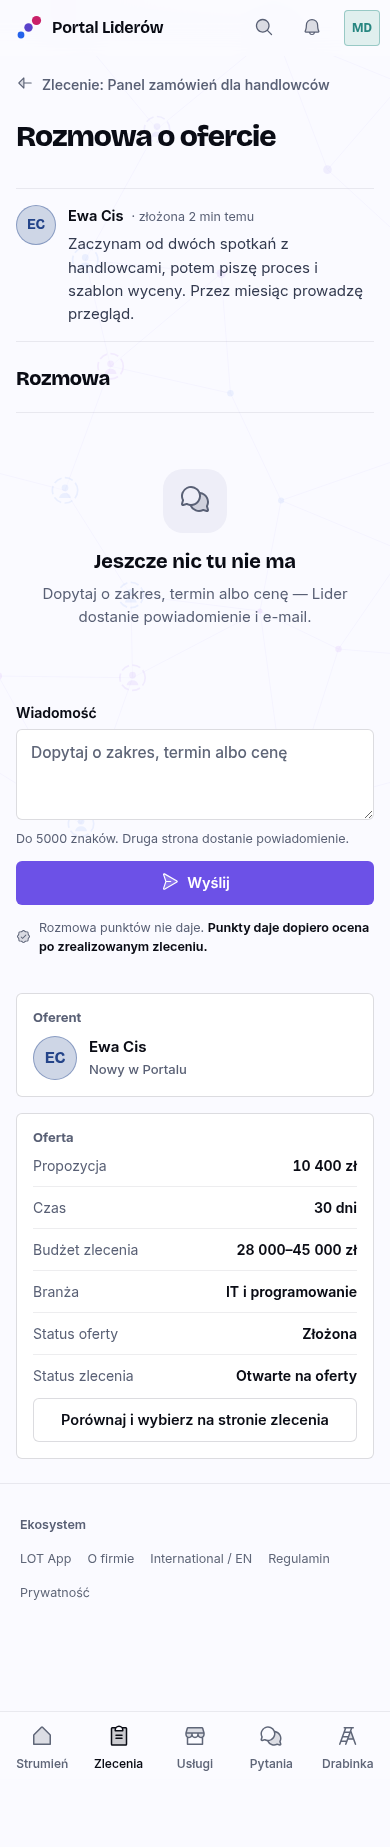 Portal Liderów
MD
Zlecenie: Panel zamówień dla handlowców
Rozmowa o ofercie
EC
Ewa Cis · złożona 2 min temu
Zaczynam od dwóch spotkań z
handlowcami, potem piszę proces i
szablon wyceny. Przez miesiąc prowadzę
przegląd.
Rozmowa
Jeszcze nic tu nie ma
Dopytaj o zakres, termin albo cenę — Lider
dostanie powiadomienie i e-mail.
Wiadomość
Dopytaj o zakres, termin albo cenę
Do 5000 znaków. Druga strona dostanie powiadomienie.
Wyślij
Rozmowa punktów nie daje. Punkty daje dopiero ocena
po zrealizowanym zleceniu.
Oferent
EC
Ewa Cis
Nowy w Portalu
Oferta
Propozycja 10 400 zł
Czas 30 dni
Budżet zlecenia 28 000–45 000 zł
Branża IT i programowanie
Status oferty Złożona
Status zlecenia Otwarte na oferty
Porównaj i wybierz na stronie zlecenia
Ekosystem
LOT App O firmie International / EN Regulamin
Prywatność
Strumień Zlecenia Usługi Pytania Drabinka